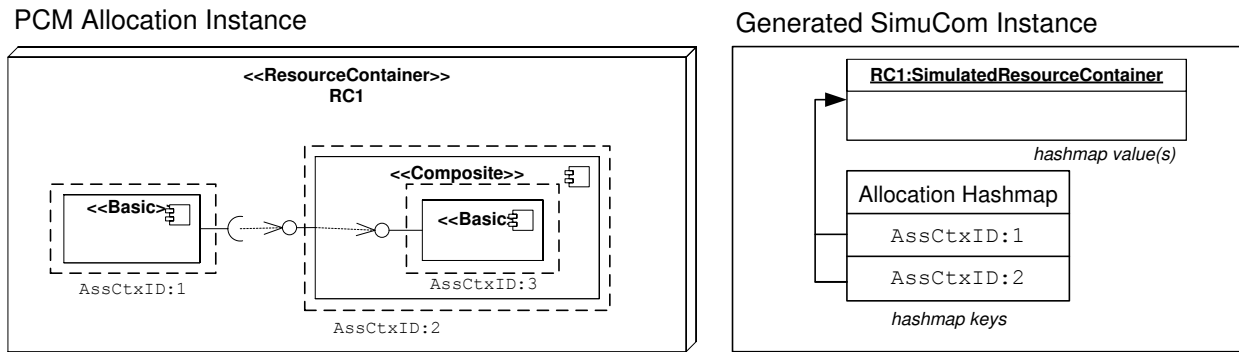 PCM Allocation Instance
<<ResourceContainer>>
RC1
<<Composite>>
<<Basic>
<<Basic
AssCtxID:1
AssCtxID:3
AssCtxID:2
Generated SimuCom Instance
RC1:SimulatedResourceContainer
hashmap value(s)
Allocation Hashmap
AssCtxID:1
AssCtxID:2
hashmap keys